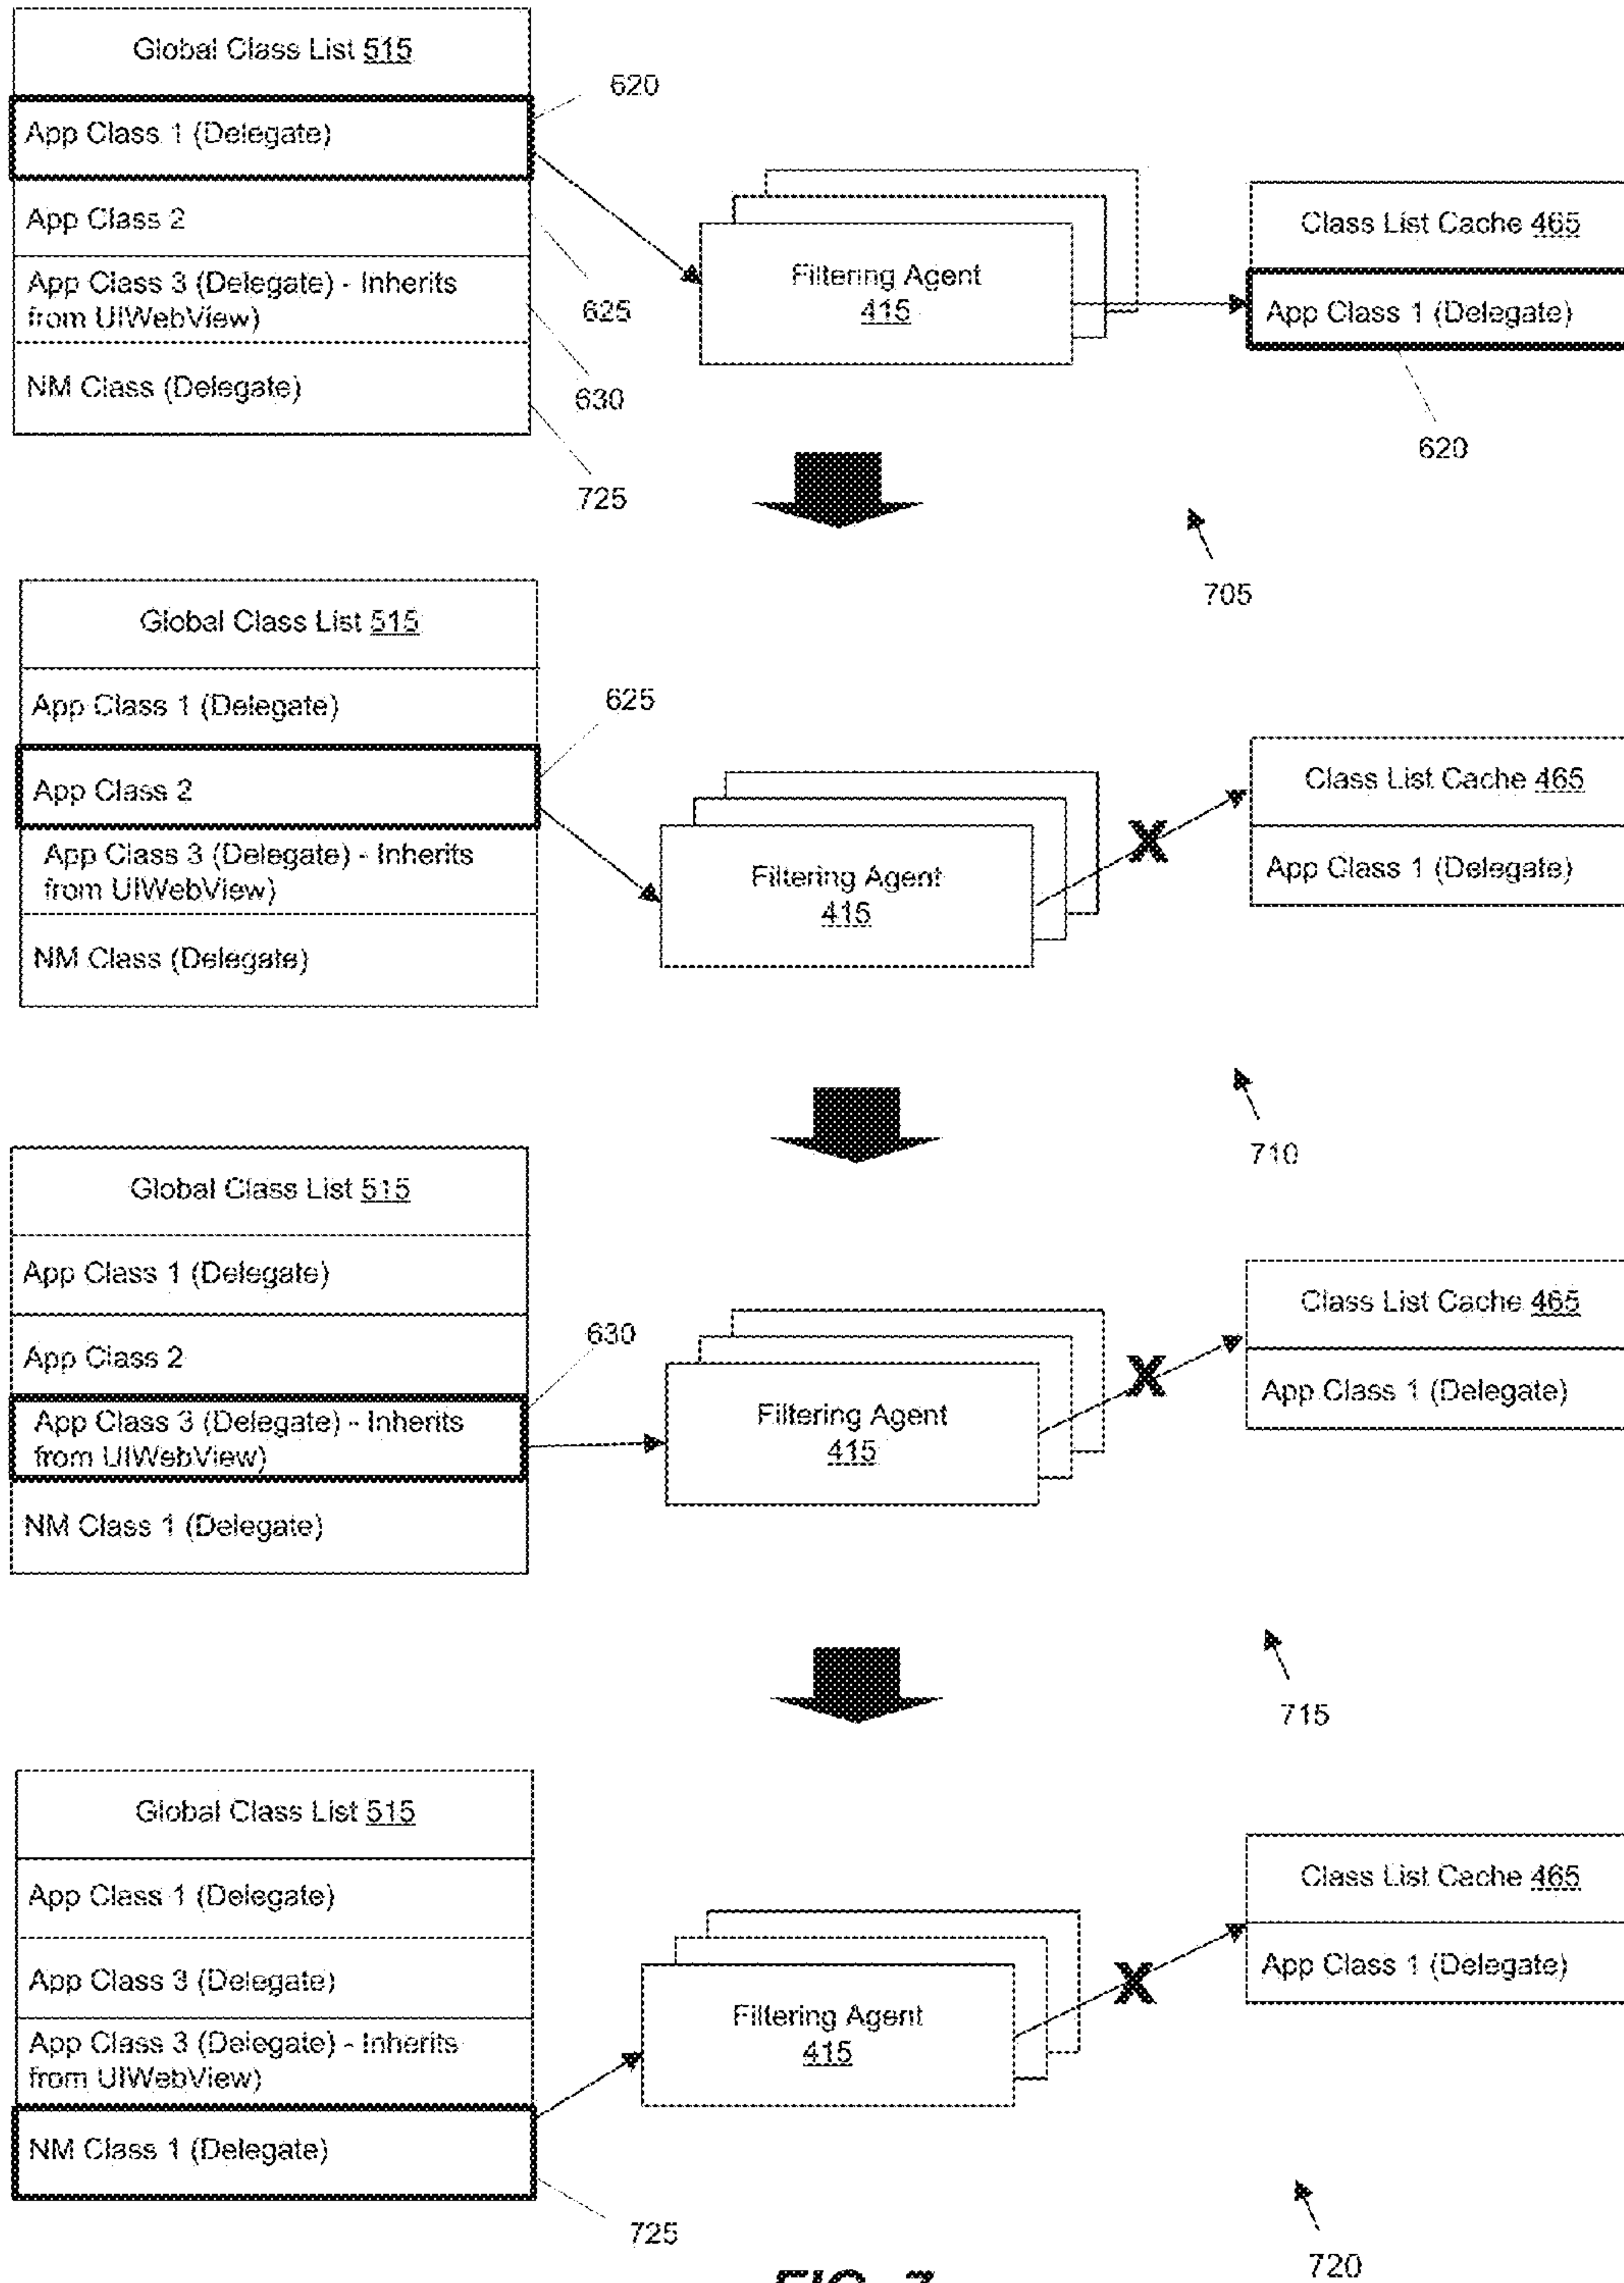 Global Class List 515
620
App Class 1 (Delegate)
App Class 2
Class List Cache 465
Filtering Agent
415
App Class 3 (Delegate) - Inherits
from UIWebView)
625
App Class 1 (Delegate)
NM Class (Delegate)
630
620
725
705
Global Class List 515
App Class 1 (Delegate)
625
App Class 2
Class List Cache 465
App Class 3 (Delegate) - Inherits
from UIWebView)
Filtering Agent
415
X
App Class 1 (Delegate)
NM Class (Delegate)
710
Global Class List 515
App Class 1 (Delegate)
Class List Cache 465
App Class 2
630
X
App Class 1 (Delegate)
App Class 3 (Delegate) - Inherits
from UIWebView)
Filtering Agent
415
NM Class 1 (Delegate)
715
Global Class List 515
Class List Cache 465
App Class 1 (Delegate)
App Class 3 (Delegate)
X
App Class 1 (Delegate)
App Class 3 (Delegate) - Inherits
from UIWebView)
Filtering Agent
415
NM Class 1 (Delegate)
725
720
FIG. 7